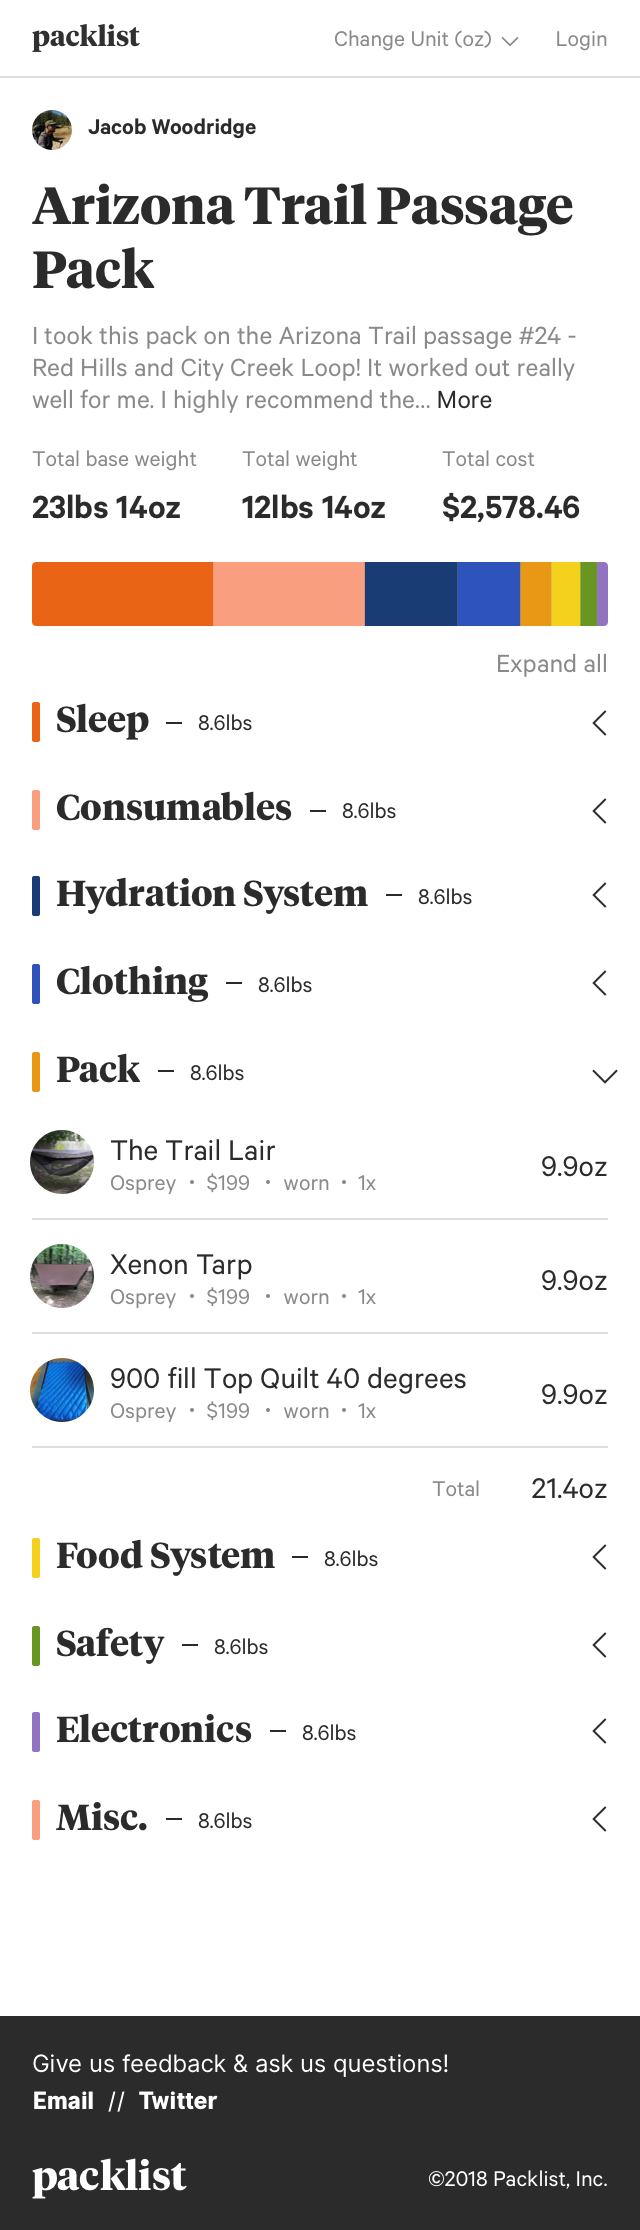 packlist Change Unit (oz) Login
Jacob Woodridge
Arizona Trail Passage
Pack
I took this pack on the Arizona Trail passage #24 -
Red Hills and City Creek Loop! It worked out really
well for me. I highly recommend the... More
Total base weight Total weight Total cost
23lbs 14oz 12lbs 14oz $2,578.46
Expand all
Sleep — 8.6lbs
Consumables — 8.6lbs
Hydration System — 8.6lbs
Clothing — 8.6lbs
Pack — 8.6lbs
The Trail Lair 9.9oz
Osprey • $199 • worn • 1x
Xenon Tarp 9.9oz
Osprey • $199 • worn • 1x
900 fill Top Quilt 40 degrees 9.9oz
Osprey • $199 • worn • 1x
Total 21.4oz
Food System — 8.6lbs
Safety — 8.6lbs
Electronics — 8.6lbs
Misc. — 8.6lbs
Give us feedback & ask us questions!
Email // Twitter
packlist ©2018 Packlist, Inc.